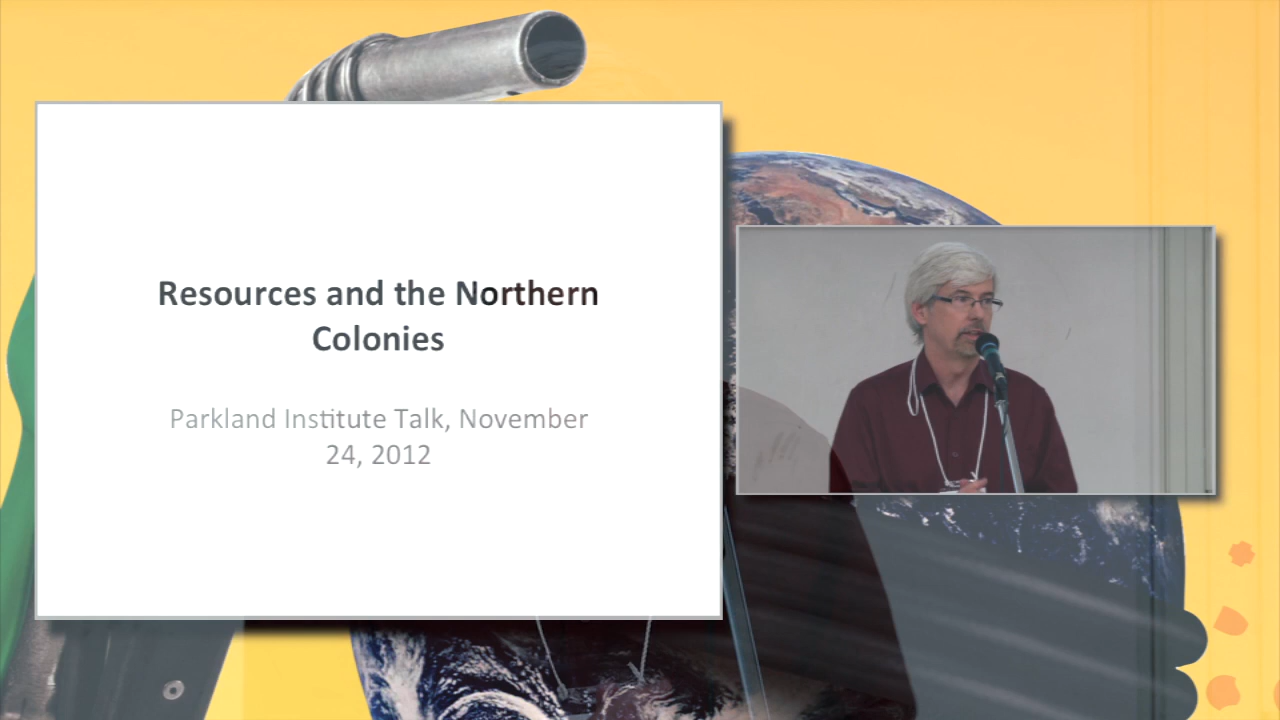 Resources and the Northern
Colonies
Parkland Institute Talk, November
24, 2012